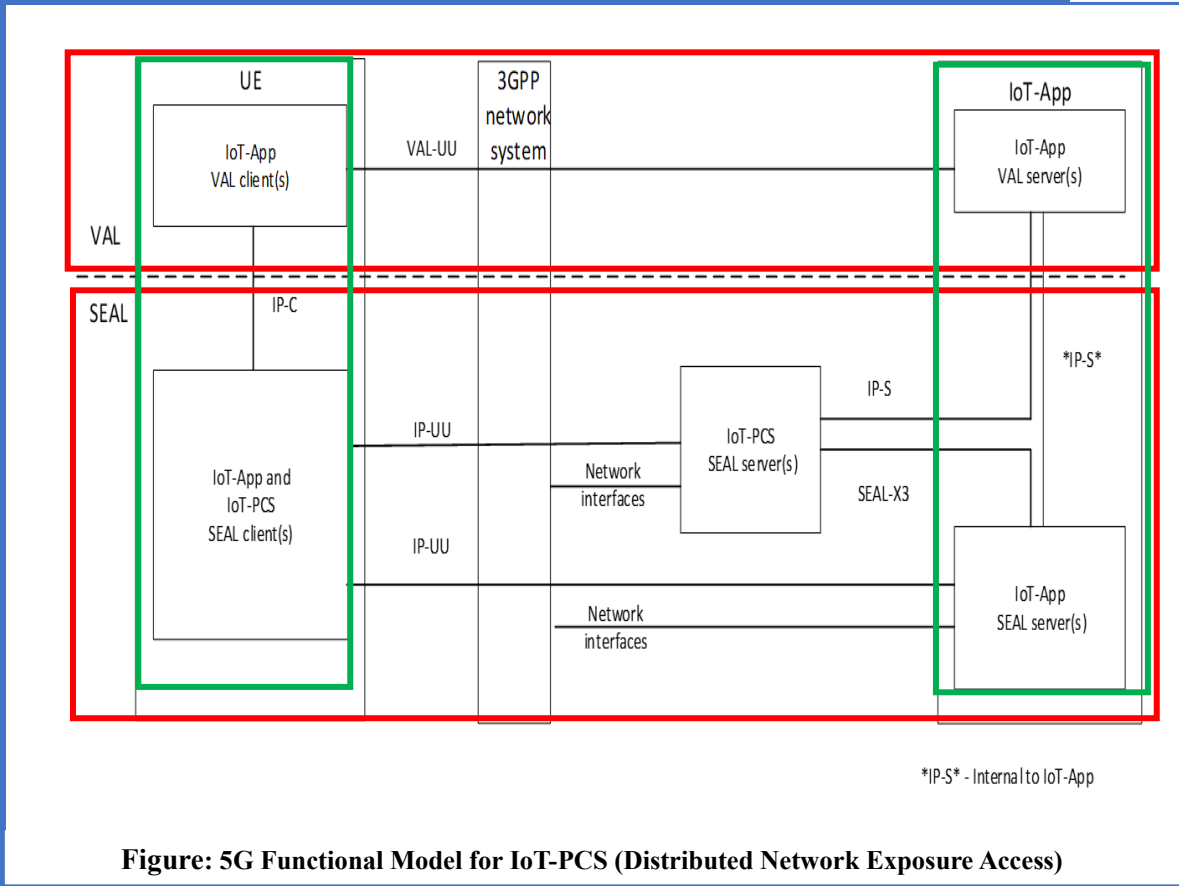 UE
3GPP
network
system
IoT-App
IoT-App
VAL client(s)
VAL-UU
IoT-App
VAL server(s)
VAL
SEAL
IP-C
*IP-S*
IP-S
IP-UU
IoT-PCS
SEAL server(s)
Network
interfaces
SEAL-X3
IoT-App and
IoT-PCS
SEAL client(s)
IP-UU
IoT-App
SEAL server(s)
Network
interfaces
*IP-S* - Internal to IoT-App
Figure: 5G Functional Model for IoT-PCS (Distributed Network Exposure Access)